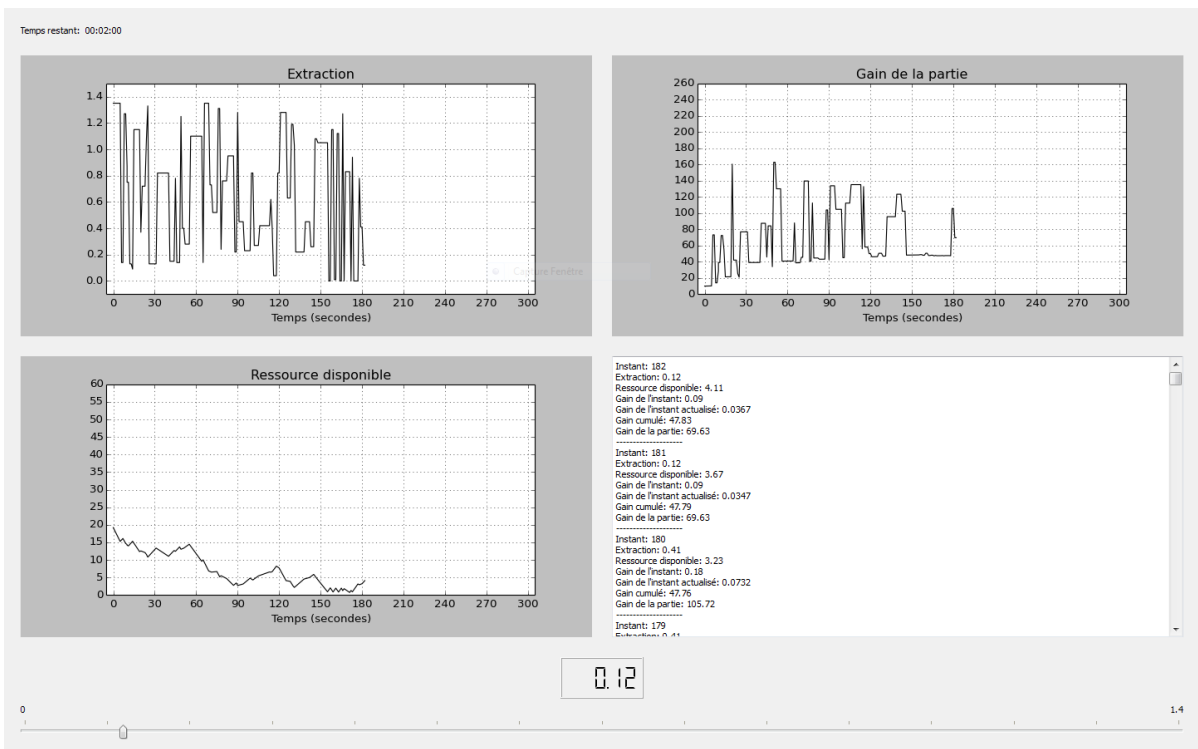 Temps restant: 00:02:00
Extraction
1.4
1.2
1.0
0.8
0.6
0.4
0.2
0.0
0 30 60 90 120 150 180 210 240 270 300
Temps (secondes)
Gain de la partie
260
240
220
200
180
160
140
120
100
80
60
40
20
0
0 30 60 90 120 150 180 210 240 270 300
Temps (secondes)
Capture Fenêtre
Ressource disponible
60
55
50
45
40
35
30
25
20
15
10
5
0
0 30 60 90 120 150 180 210 240 270 300
Temps (secondes)
Instant: 182
Extraction: 0.12
Ressource disponible: 4.11
Gain de l'instant: 0.09
Gain de l'instant actualisé: 0.0367
Gain cumulé: 47.83
Gain de la partie: 69.63
--------------------
Instant: 181
Extraction: 0.12
Ressource disponible: 3.67
Gain de l'instant: 0.09
Gain de l'instant actualisé: 0.0347
Gain cumulé: 47.79
Gain de la partie: 69.63
--------------------
Instant: 180
Extraction: 0.41
Ressource disponible: 3.23
Gain de l'instant: 0.18
Gain de l'instant actualisé: 0.0732
Gain cumulé: 47.76
Gain de la partie: 105.72
--------------------
Instant: 179
Extraction: 0.41
0.12
0 1.4